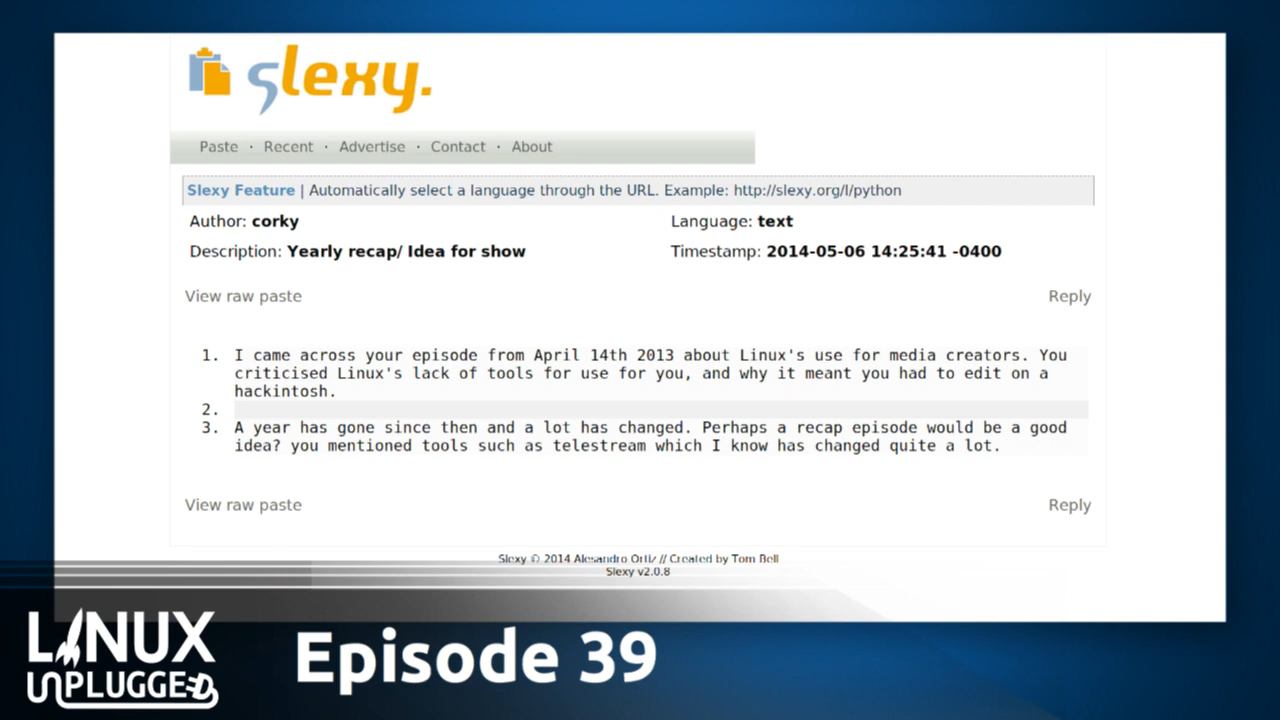 slexy.
Paste · Recent · Advertise · Contact · About
Slexy Feature | Automatically select a language through the URL. Example: http://slexy.org/l/python
Author: corky
Language: text
Description: Yearly recap/ Idea for show
Timestamp: 2014-05-06 14:25:41 -0400
View raw paste
Reply
1. I came across your episode from April 14th 2013 about Linux's use for media creators. You
criticised Linux's lack of tools for use for you, and why it meant you had to edit on a
hackintosh.
2.
3. A year has gone since then and a lot has changed. Perhaps a recap episode would be a good
idea? you mentioned tools such as telestream which I know has changed quite a lot.
View raw paste
Reply
Slexy © 2014 Alesandro Ortiz // Created by Tom Bell
Slexy v2.0.8
LINUX
UNPLUGGED
Episode 39